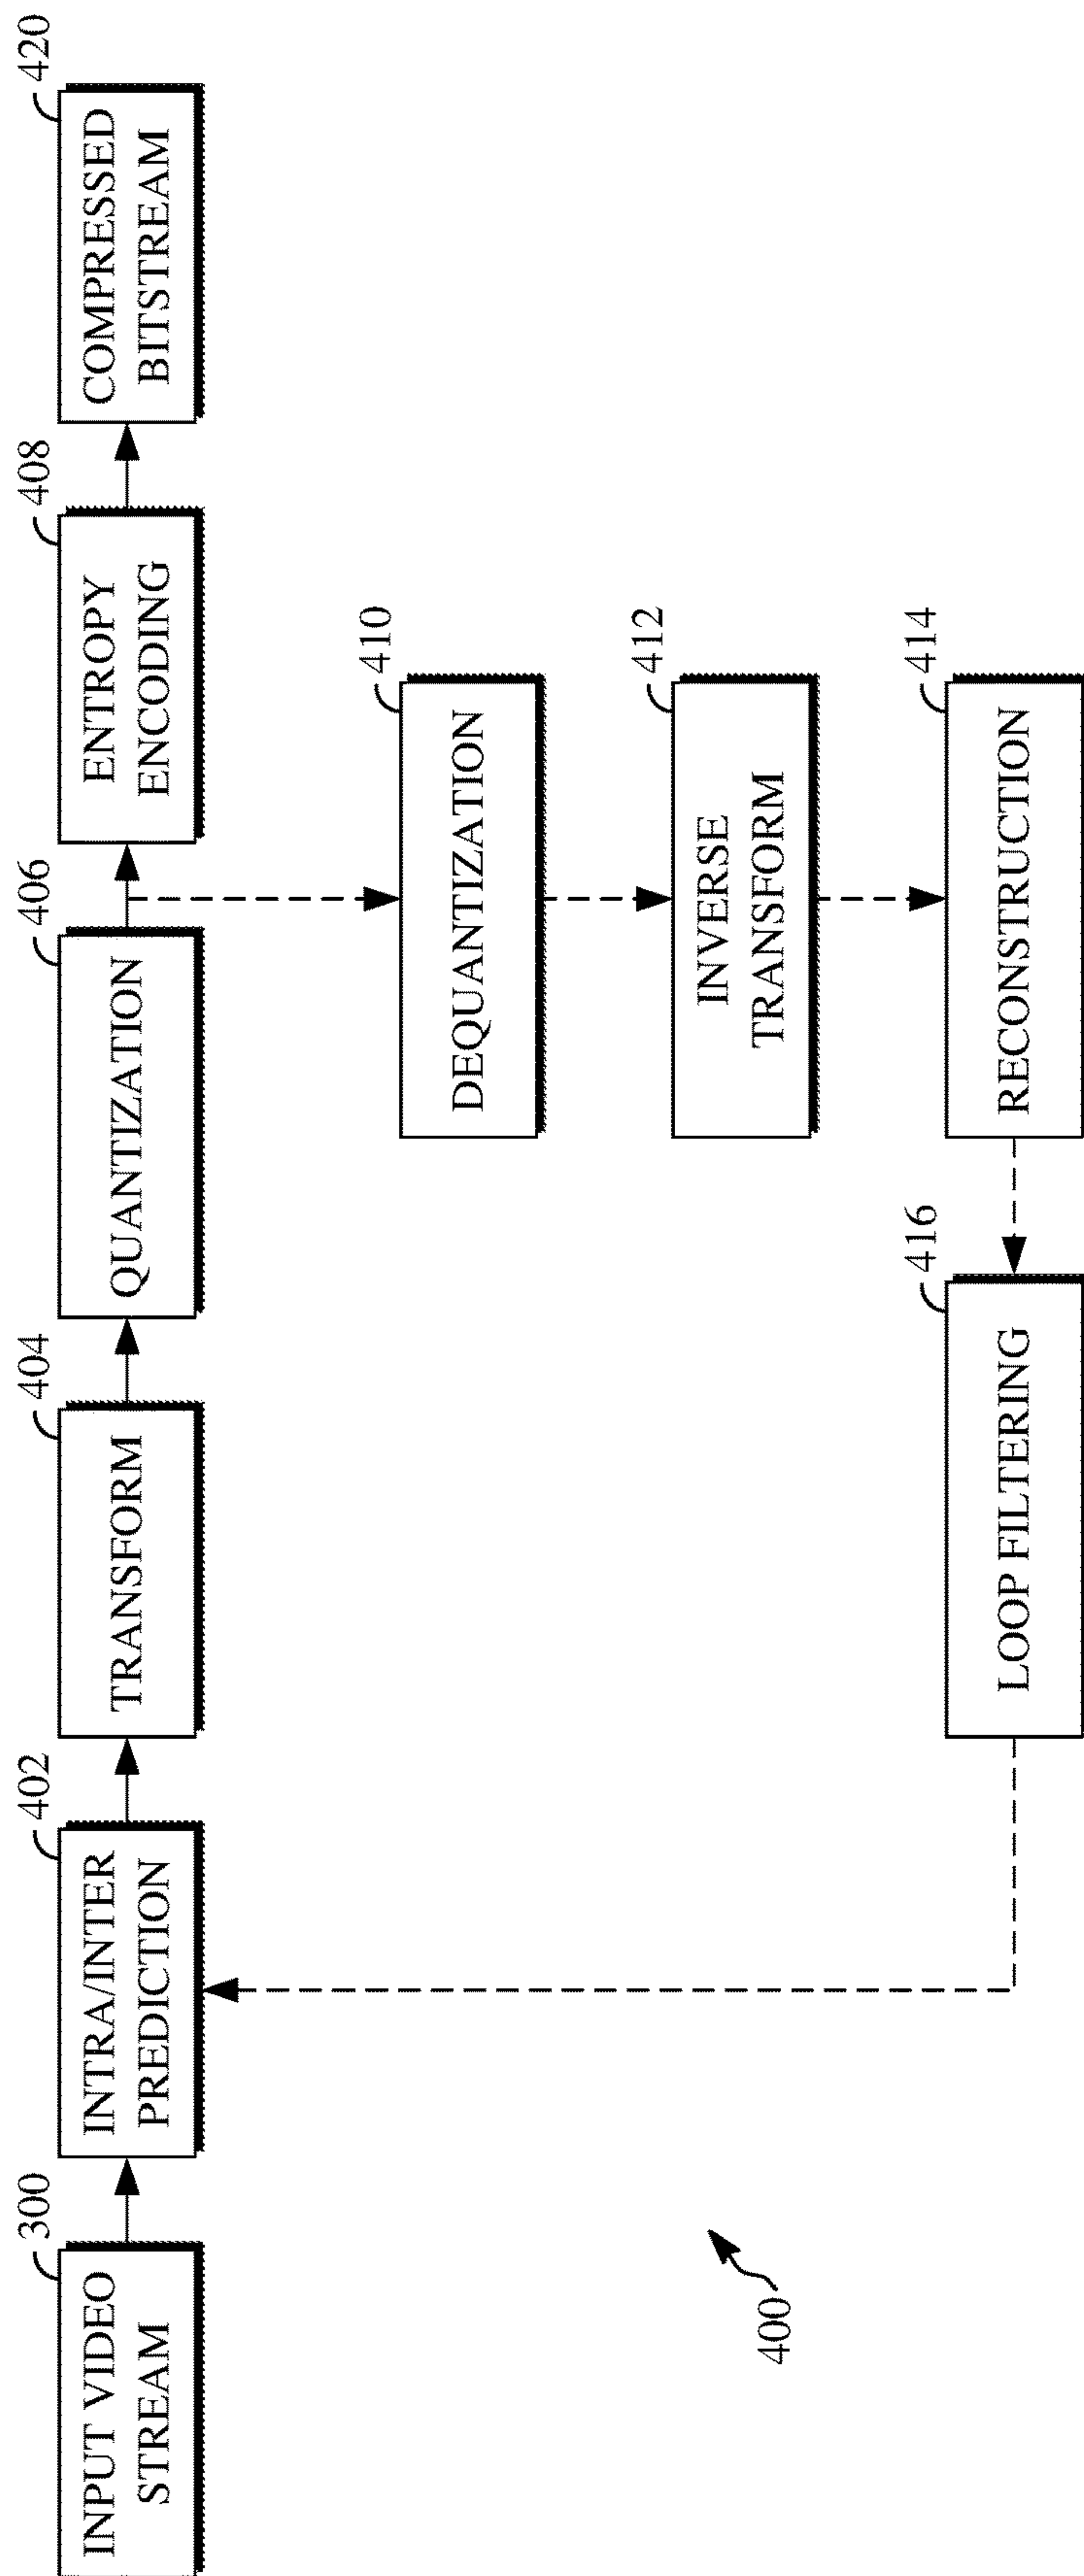 300
INPUT VIDEO
STREAM
402
INTRA/INTER
PREDICTION
404
TRANSFORM
406
QUANTIZATION
408
ENTROPY
ENCODING
420
COMPRESSED
BITSTREAM
410
DEQUANTIZATION
412
INVERSE
TRANSFORM
414
RECONSTRUCTION
416
LOOP FILTERING
400